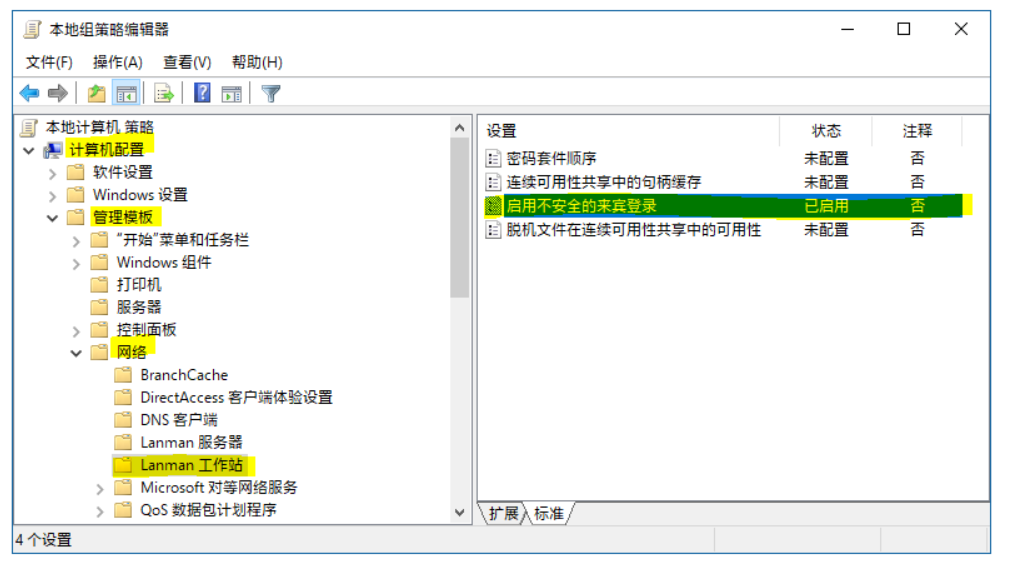 本地组策略编辑器
文件(F) 操作(A) 查看(V) 帮助(H)
本地计算机 策略
计算机配置
软件设置
Windows 设置
管理模板
“开始”菜单和任务栏
Windows 组件
打印机
服务器
控制面板
网络
BranchCache
DirectAccess 客户端体验设置
DNS 客户端
Lanman 服务器
Lanman 工作站
Microsoft 对等网络服务
QoS 数据包计划程序
设置 状态 注释
密码套件顺序 未配置 否
连续可用性共享中的句柄缓存 未配置 否
启用不安全的来宾登录 已启用 否
脱机文件在连续可用性共享中的可用性 未配置 否
扩展 标准
4 个设置